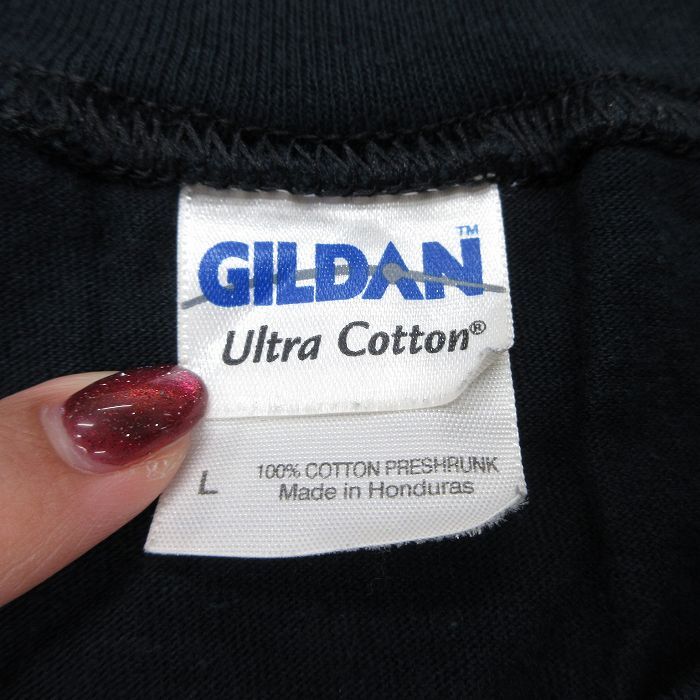 GILDAN™
Ultra Cotton®
L 100% COTTON PRESHRUNK
Made in Honduras